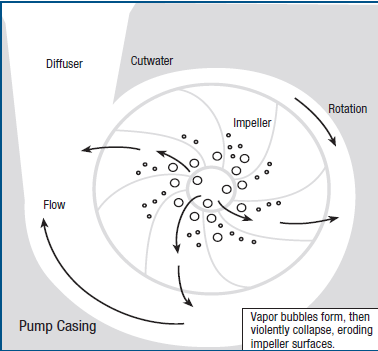 Diffuser
Cutwater
Rotation
Impeller
Flow
Pump Casing
Vapor bubbles form, then
violently collapse, eroding
impeller surfaces.